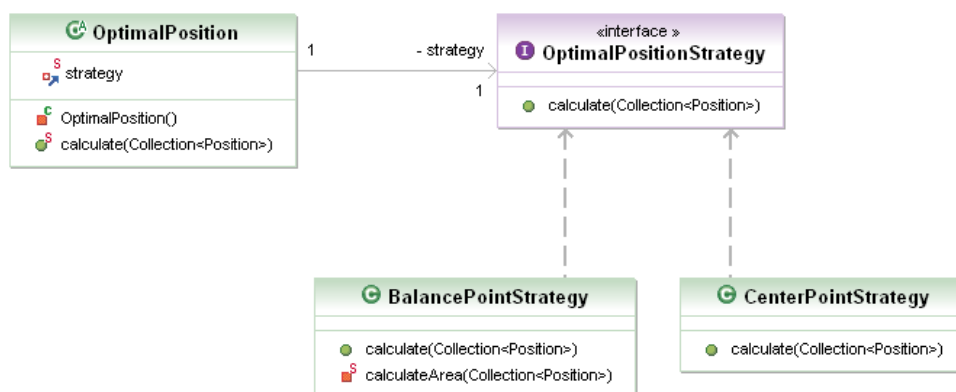 OptimalPosition
strategy
OptimalPosition()
calculate(Collection<Position>)
1
- strategy
1
«interface »
OptimalPositionStrategy
calculate(Collection<Position>)
BalancePointStrategy
calculate(Collection<Position>)
calculateArea(Collection<Position>)
CenterPointStrategy
calculate(Collection<Position>)